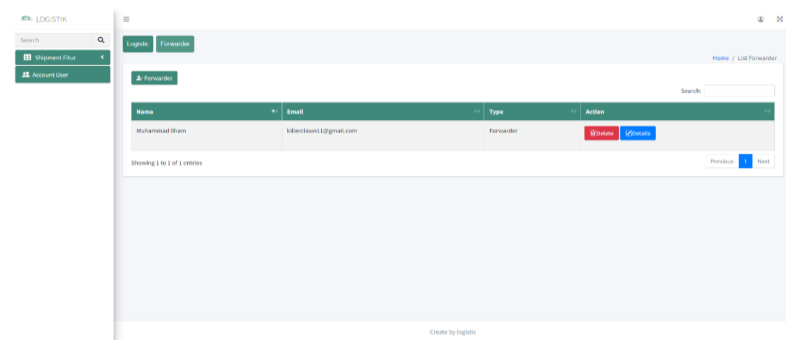 LOGISTIK
Search
Shipment Fitur
Account User
Logistic Forwarder
Home / List Forwarder
Forwarder
Search:
Nama Email Type Action
Muhammad Ilham Forwarder Delete Details
Showing 1 to 1 of 1 entries
Previous 1 Next
Create by logistic